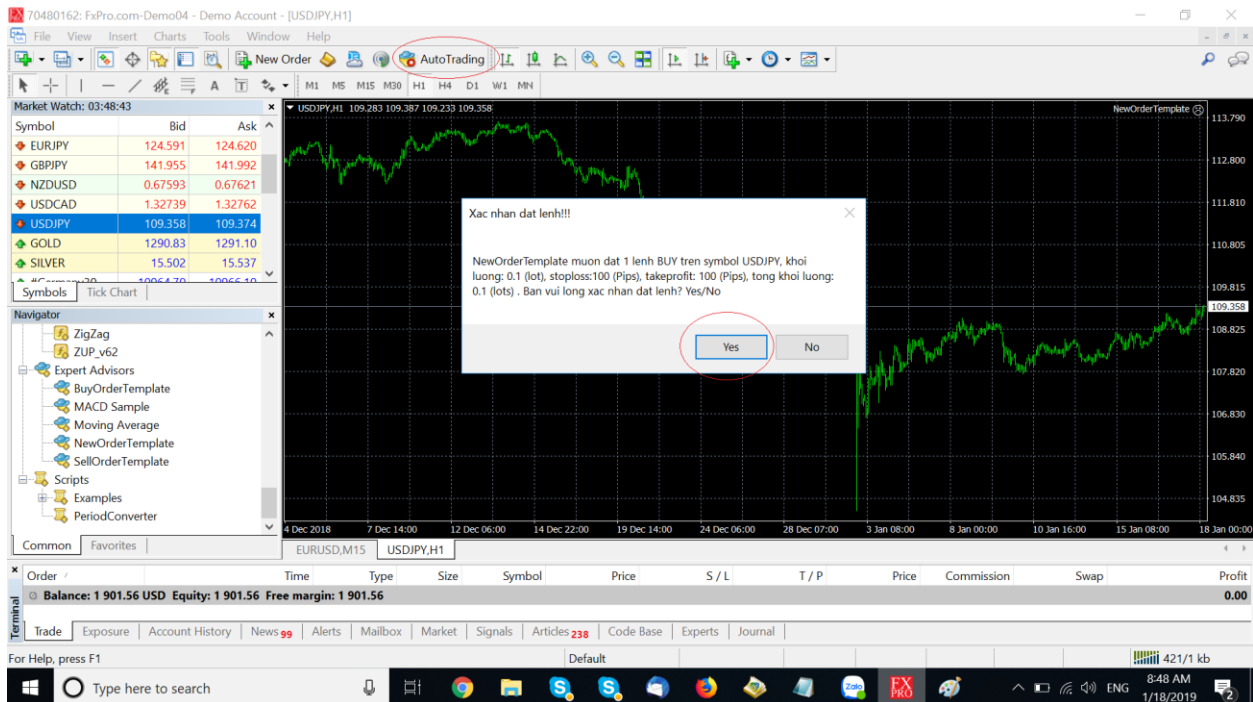 70480162: FxPro.com-Demo04 - Demo Account - [USDJPY,H1]
File View Insert Charts Tools Window Help
New Order AutoTrading
A T M1 M5 M15 M30 H1 H4 D1 W1 MN
Market Watch: 03:48:43
Symbol Bid Ask
EURJPY 124.591 124.620
GBPJPY 141.955 141.992
NZDUSD 0.67593 0.67621
USDCAD 1.32739 1.32762
USDJPY 109.358 109.374
GOLD 1290.83 1291.10
SILVER 15.502 15.537
Symbols Tick Chart
Navigator
ZigZag
ZUP_v62
Expert Advisors
BuyOrderTemplate
MACD Sample
Moving Average
NewOrderTemplate
SellOrderTemplate
Scripts
Examples
PeriodConverter
Common Favorites
USDJPY,H1 109.283 109.387 109.233 109.358
NewOrderTemplate
113.790
112.800
111.810
110.805
109.815
109.358
108.825
107.820
106.830
105.840
104.835
Xac nhan dat lenh!!!
NewOrderTemplate muon dat 1 lenh BUY tren symbol USDJPY, khoi
luong: 0.1 (lot), stoploss:100 (Pips), takeprofit: 100 (Pips), tong khoi luong:
0.1 (lots) . Ban vui long xac nhan dat lenh? Yes/No
Yes No
4 Dec 2018 7 Dec 14:00 12 Dec 06:00 14 Dec 22:00 19 Dec 14:00 24 Dec 06:00 28 Dec 07:00 3 Jan 08:00 8 Jan 00:00 10 Jan 16:00 15 Jan 08:00 18 Jan 00:00
EURUSD,M15 USDJPY,H1
Order Time Type Size Symbol Price S / L T / P Price Commission Swap Profit
Balance: 1 901.56 USD Equity: 1 901.56 Free margin: 1 901.56 0.00
Terminal
Trade Exposure Account History News 99 Alerts Mailbox Market Signals Articles 238 Code Base Experts Journal
For Help, press F1 Default 421/1 kb
Type here to search Zalo FX PRO ENG 8:48 AM
1/18/2019 2